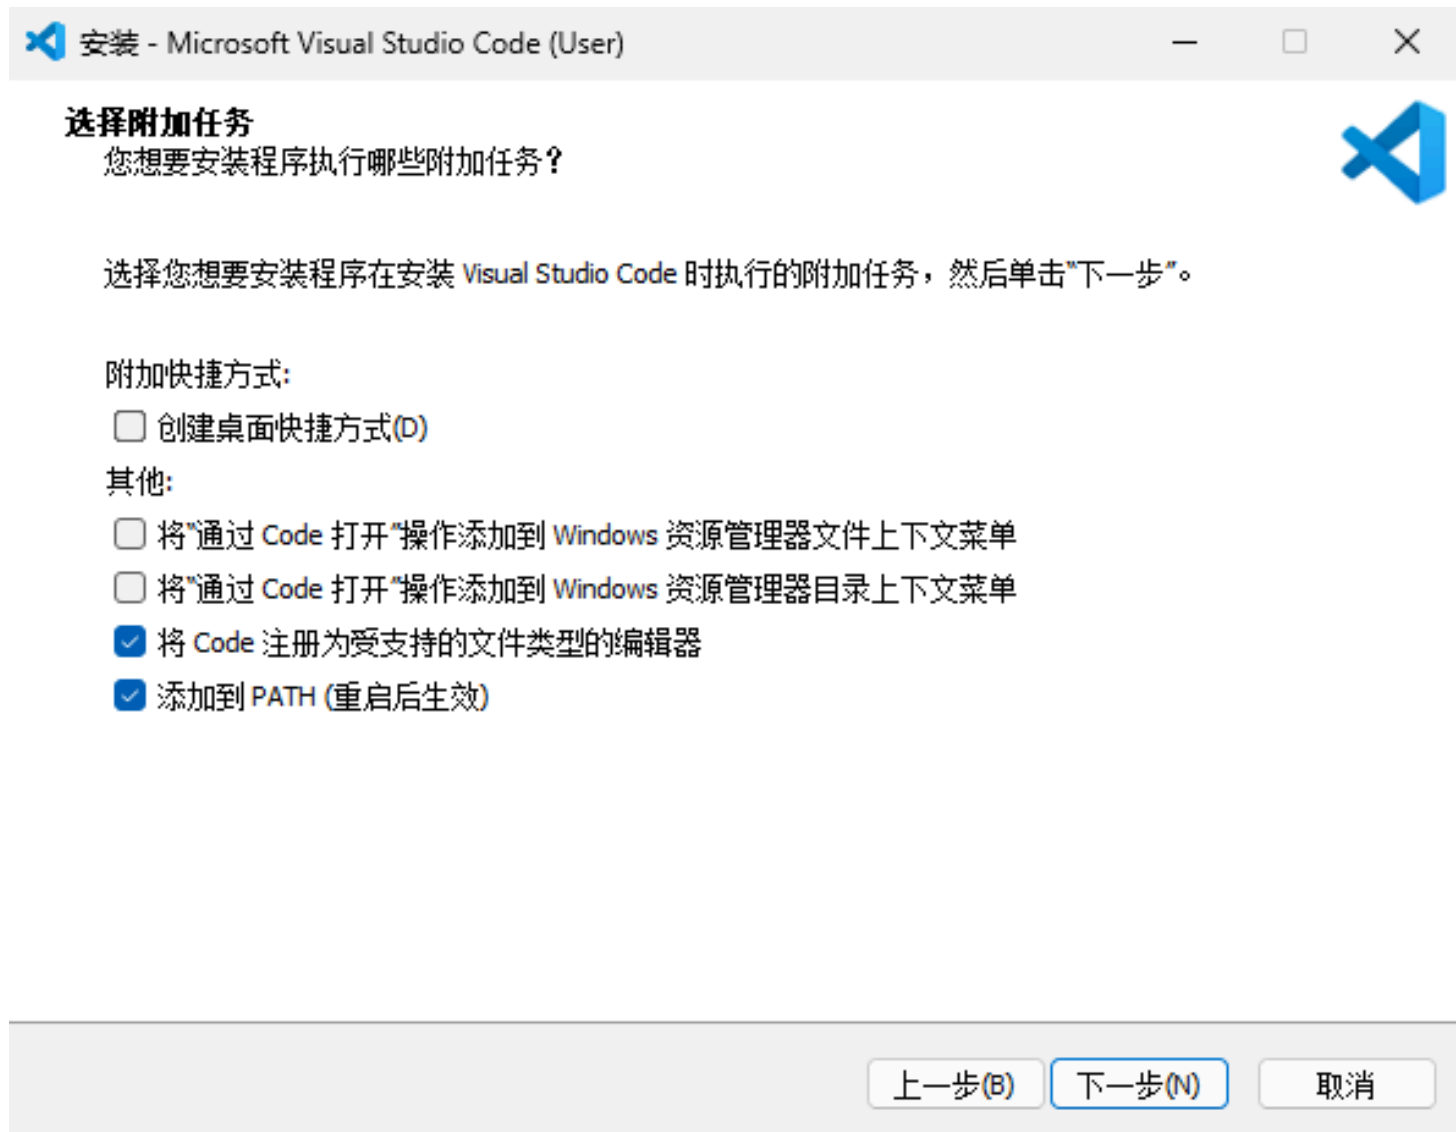 安装 - Microsoft Visual Studio Code (User)
选择附加任务
您想要安装程序执行哪些附加任务？
选择您想要安装程序在安装 Visual Studio Code 时执行的附加任务，然后单击“下一步”。
附加快捷方式:
创建桌面快捷方式(D)
其他:
将“通过 Code 打开”操作添加到 Windows 资源管理器文件上下文菜单
将“通过 Code 打开”操作添加到 Windows 资源管理器目录上下文菜单
将 Code 注册为受支持的文件类型的编辑器
添加到 PATH (重启后生效)
上一步(B) 下一步(N) 取消